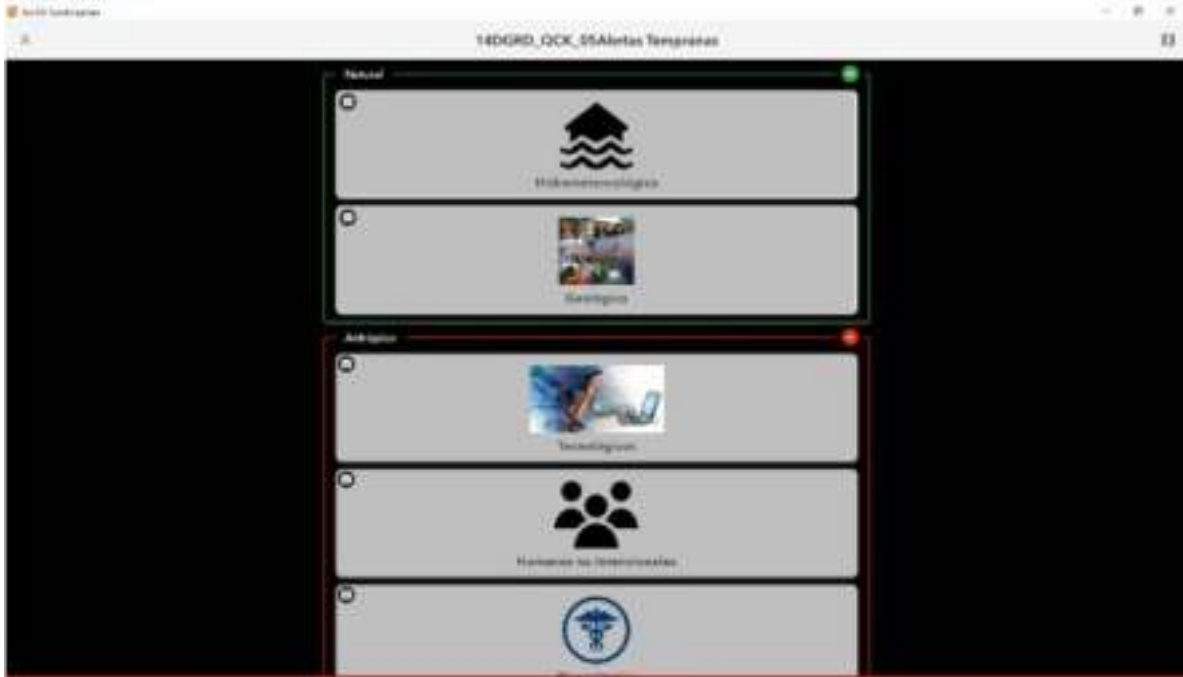 14DGRD_QCK_05Alertas Tempranas
Natural
Hidrometeorológico
Geológico
Antrópico
Tecnológicos
Humanos no Intencionales